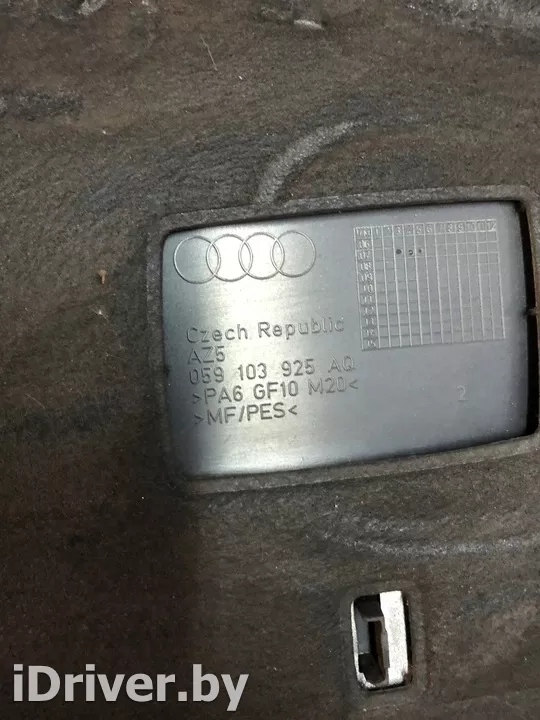 Czech Republic
AZ5
059 103 925 AQ
>PA6 GF10 M20<
>MF/PES<
2
iDriver.by